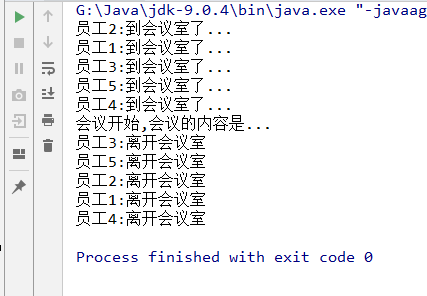 G:\Java\jdk-9.0.4\bin\java.exe "-javaag
员工2:到会议室了...
员工1:到会议室了...
员工3:到会议室了...
员工5:到会议室了...
员工4:到会议室了...
会议开始,会议的内容是...
员工3:离开会议室
员工5:离开会议室
员工2:离开会议室
员工1:离开会议室
员工4:离开会议室
Process finished with exit code 0